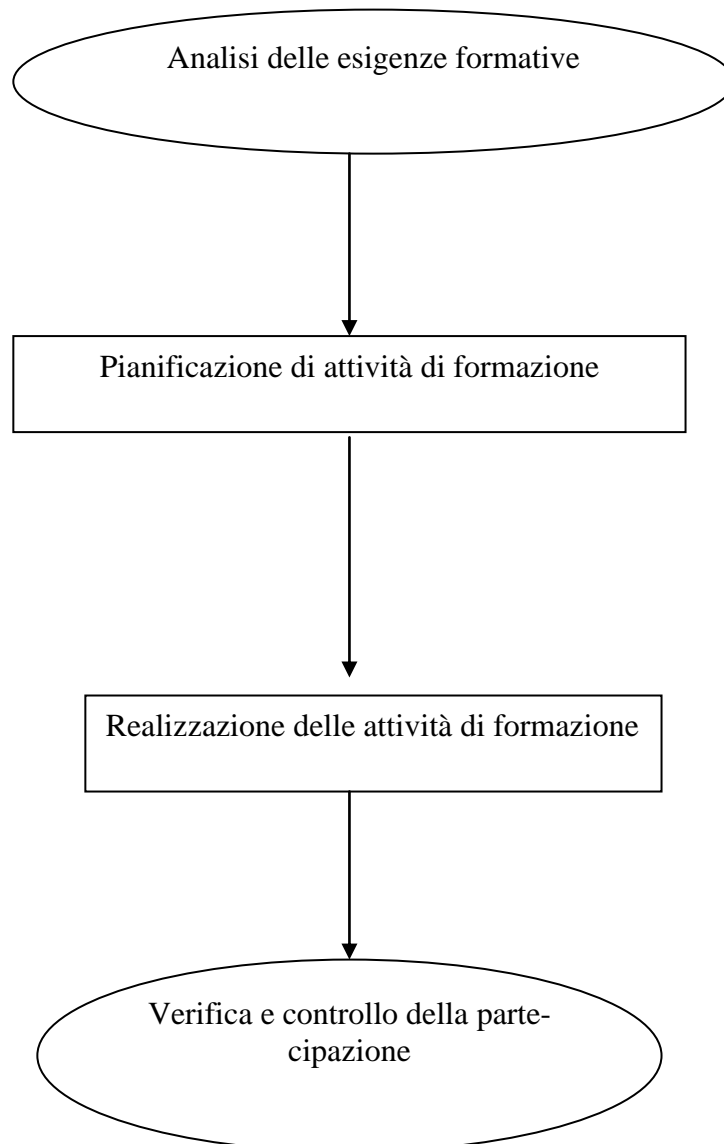 Analisi delle esigenze formative
Pianificazione di attività di formazione
Realizzazione delle attività di formazione
Verifica e controllo della parte-
cipazione